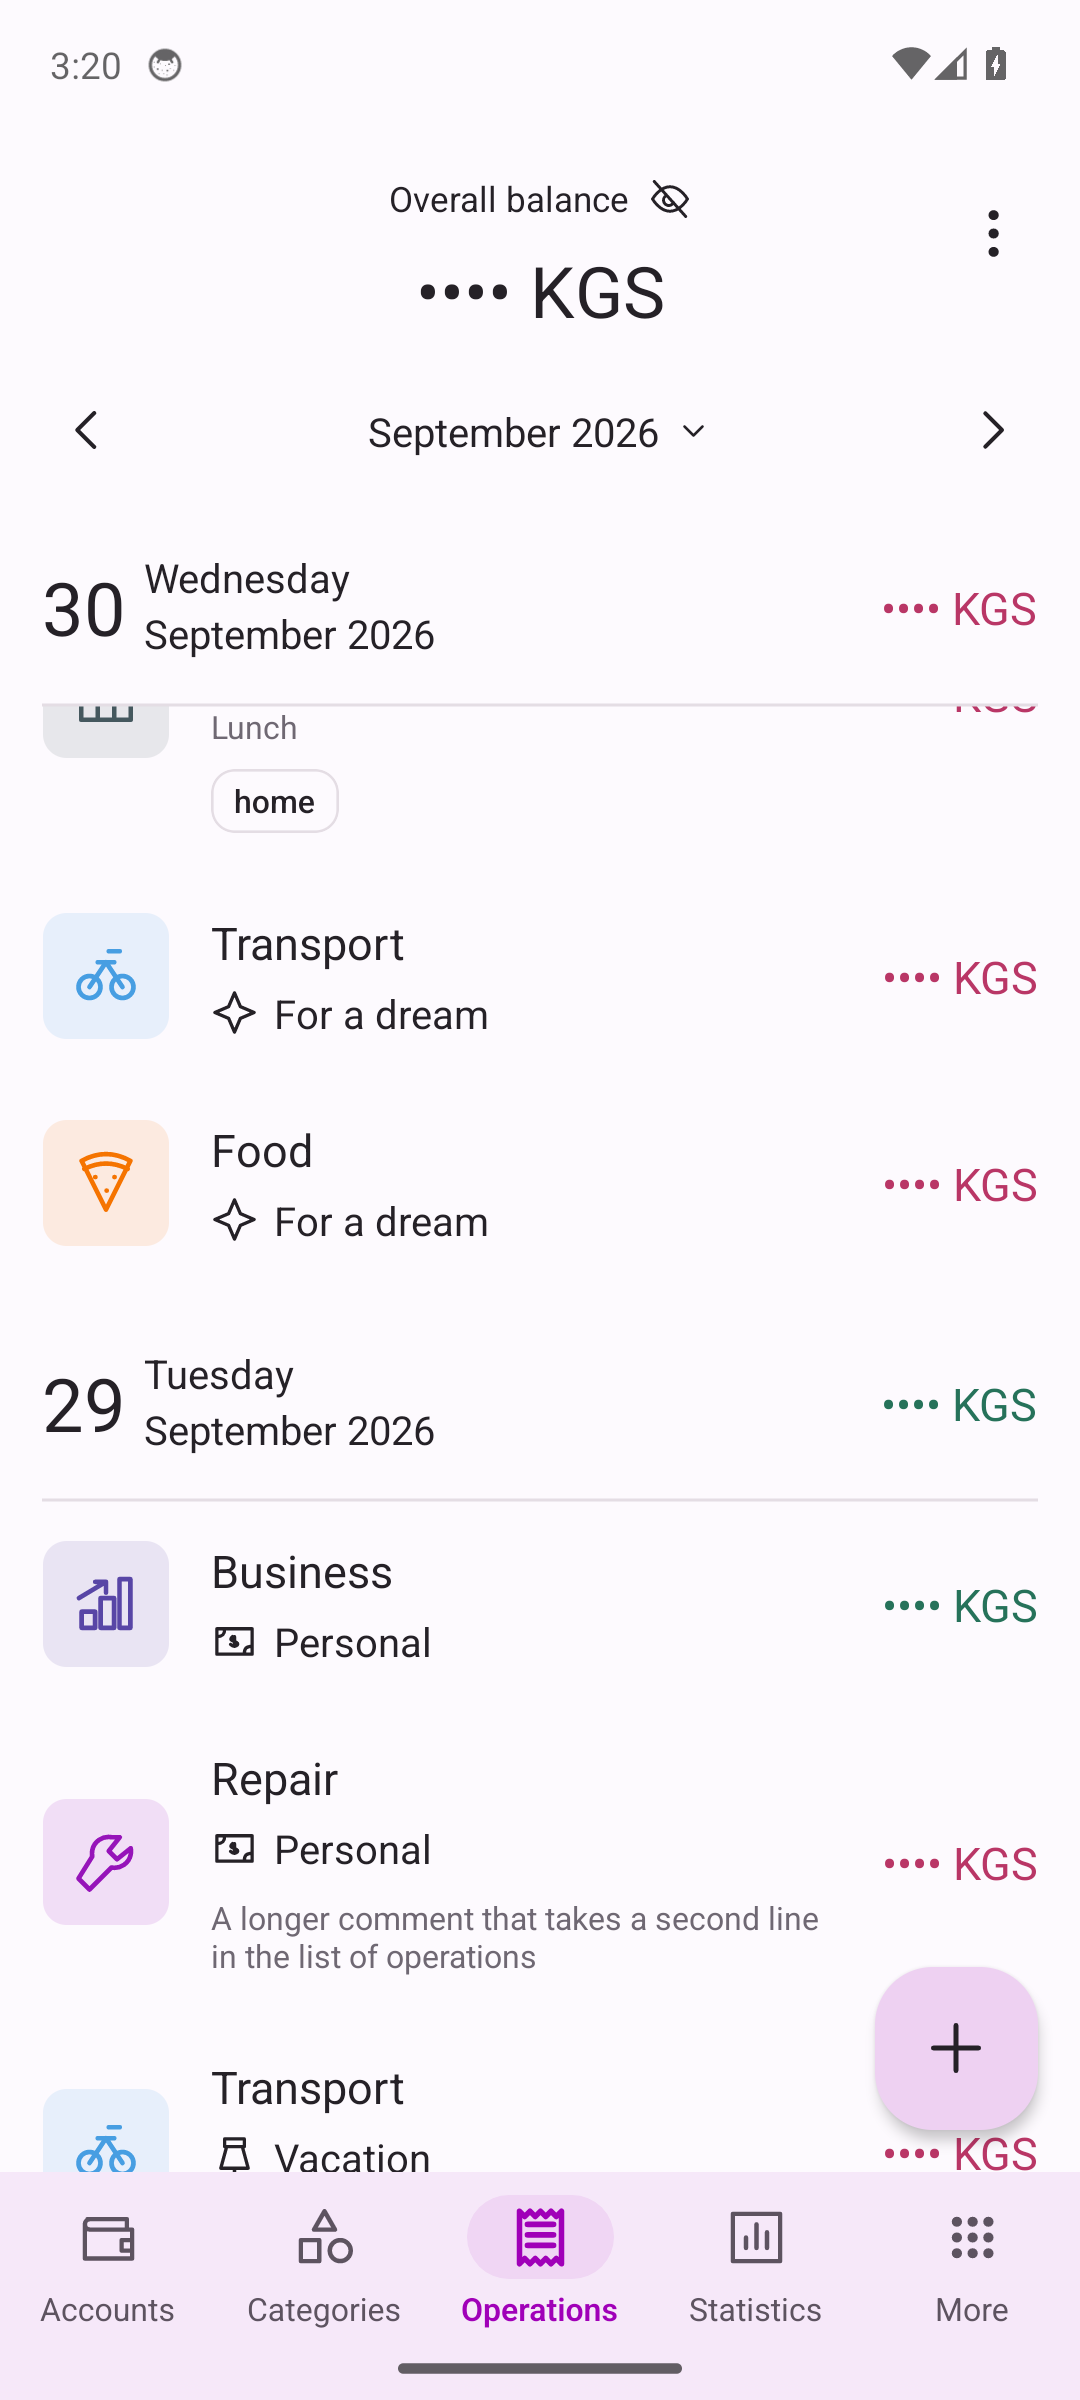 3:20
Overall balance
•••• KGS
September 2026
30
Wednesday
September 2026
•••• KGS
Lunch
home
Transport
For a dream
•••• KGS
Food
For a dream
•••• KGS
29
Tuesday
September 2026
•••• KGS
Business
Personal
•••• KGS
Repair
Personal
•••• KGS
A longer comment that takes a second line
in the list of operations
Transport
Vacation
•••• KGS
Accounts
Categories
Operations
Statistics
More